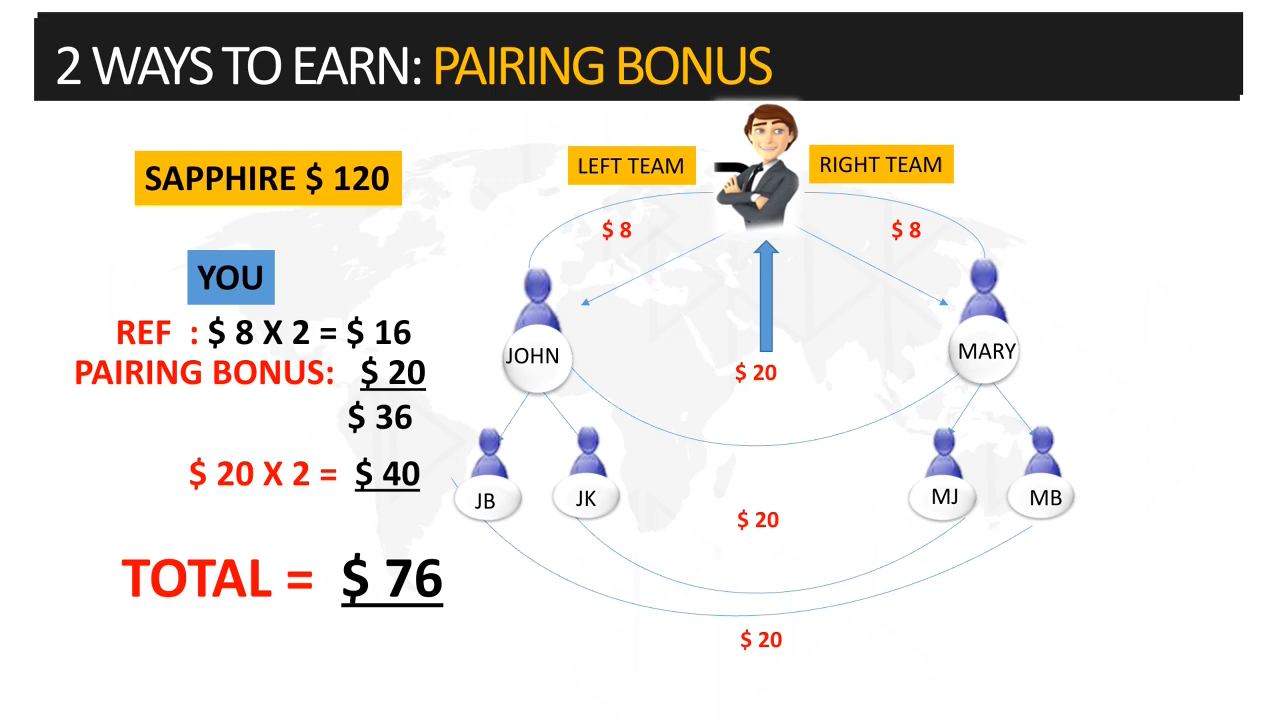 2 WAYS TO EARN: PAIRING BONUS
SAPPHIRE $ 120
LEFT TEAM
RIGHT TEAM
$ 8
$ 8
YOU
REF : $ 8 X 2 = $ 16
PAIRING BONUS: $ 20
$ 36
$ 20 X 2 = $ 40
TOTAL = $ 76
JOHN
MARY
$ 20
JB
JK
MJ
MB
$ 20
$ 20